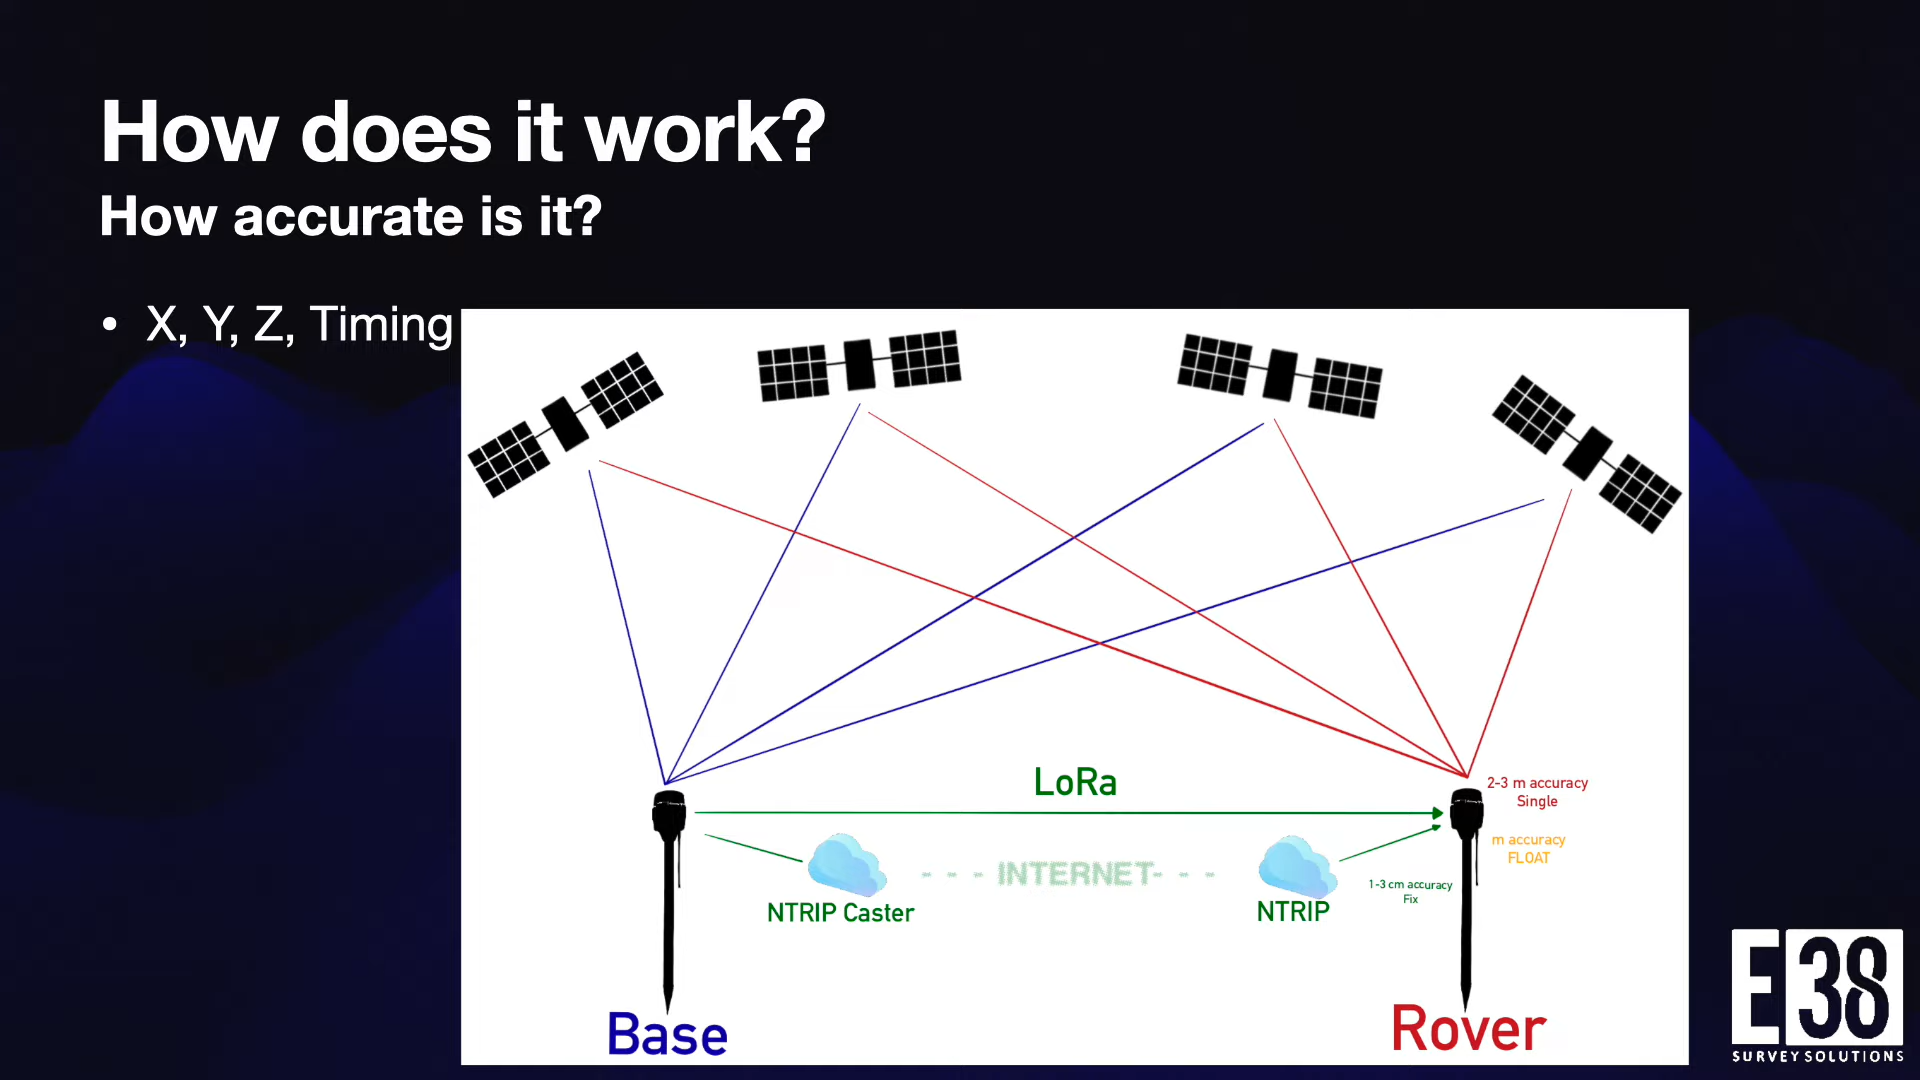 How does it work?
How accurate is it?
• X, Y, Z, Timing
LoRa
2-3 m accuracy
Single
m accuracy
FLOAT
- - - INTERNET- - -
1-3 cm accuracy
Fix
NTRIP Caster
NTRIP
Base
Rover
E38
SURVEY SOLUTIONS